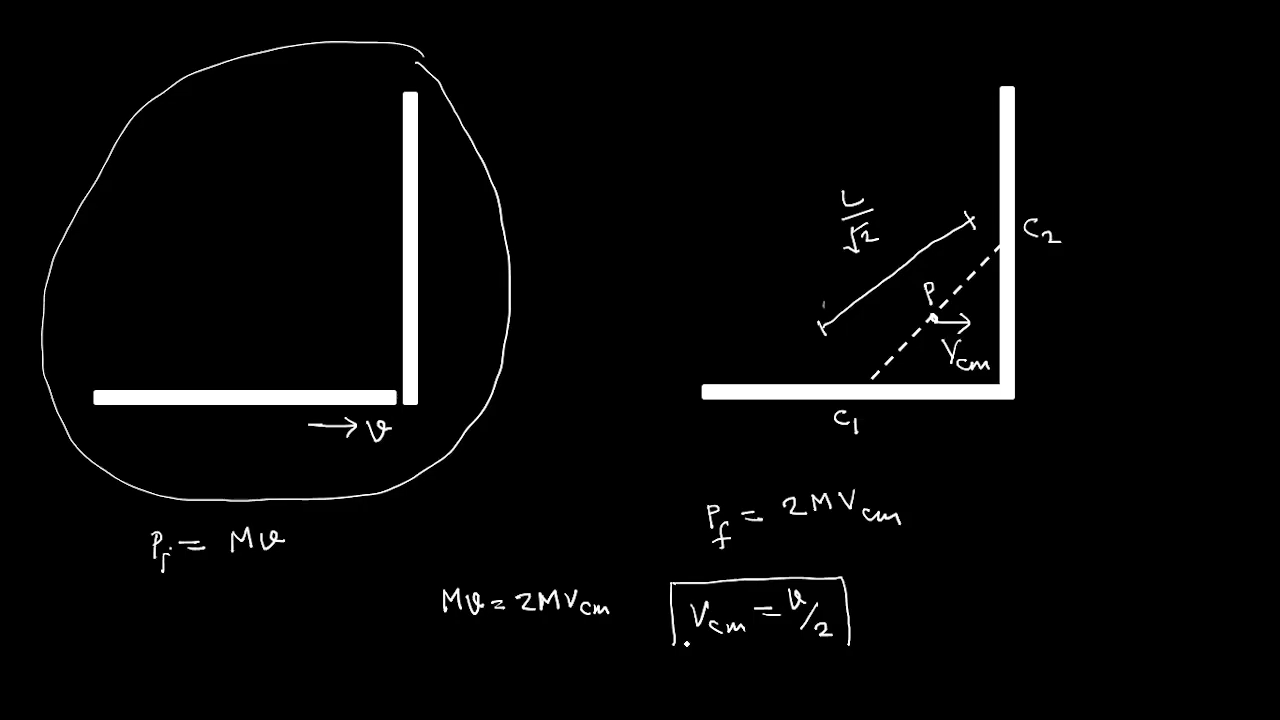 L
√2
C2
P
Vcm
→ v
C1
Pi = Mv
Pf = 2MVcm
Mv = 2MVcm
Vcm = v/2